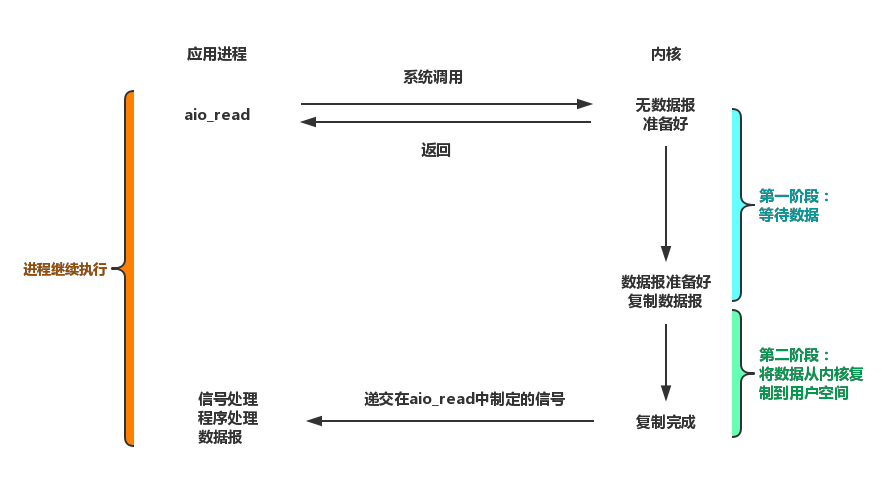 应用进程
内核
系统调用
aio_read
无数据报
准备好
返回
第一阶段：
等待数据
进程继续执行
数据报准备好
复制数据报
第二阶段：
将数据从内核复
制到用户空间
信号处理
程序处理
数据报
递交在aio_read中制定的信号
复制完成